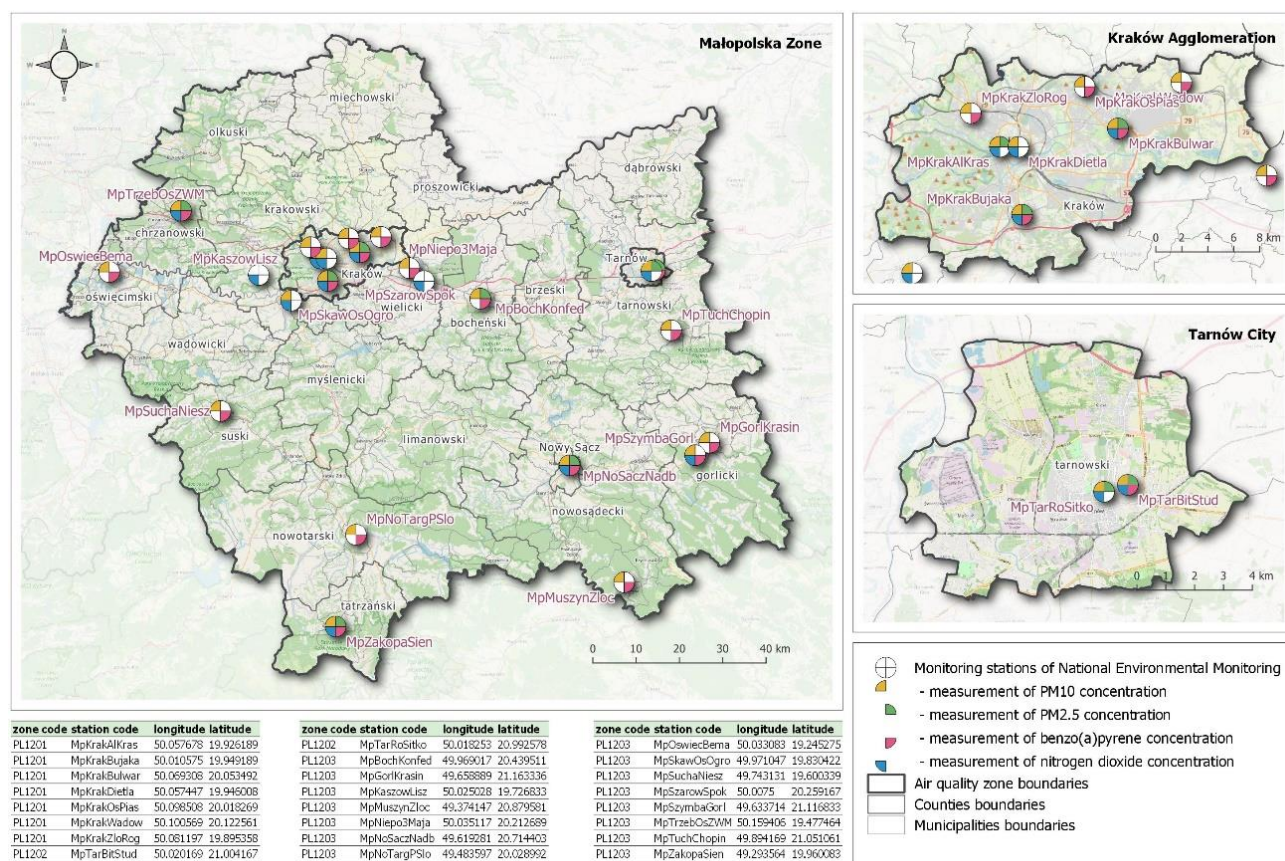 Małopolska Zone
N
W
E
S
miechowski
olkuski
dąbrowski
proszowicki
MpTrzebOsZWM
krakowski
chrzanowski
MpNiepo3Maja
MpOswiecBema
MpKaszowLisz
Tarnów
Kraków
oświęcimski
MpSzarowSpok
brzeski
wielicki
tarnowski
MpSkawOsOgro
MpBochKonfed
bocheński
MpTuchChopin
wadowicki
myślenicki
MpSuchaNiesz
MpGorlKrasin
suski
limanowski
MpSzymbaGorl
Nowy Sącz
MpNoSaczNadb
gorlicki
nowosądecki
MpNoTargPSlo
nowotarski
MpMuszynZloc
tatrzański
MpZakopaSien
0 10 20 30 40 km
Kraków Agglomeration
MpKrakWadow
MpKrakZloRog
MpKrakOsPias
MpKrakBulwar
MpKrakAlKras
MpKrakDietla
MpKrakBujaka
Kraków
0 2 4 6 8 km
Tarnów City
tarnowski
MpTarRoSitko
MpTarBitStud
0 1 2 3 4 km
Monitoring stations of National Environmental Monitoring
- measurement of PM10 concentration
- measurement of PM2.5 concentration
- measurement of benzo(a)pyrene concentration
- measurement of nitrogen dioxide concentration
Air quality zone boundaries
Counties boundaries
Municipalities boundaries
zone code station code longitude latitude
PL1201 MpKrakAlKras 50.057678 19.926189
PL1201 MpKrakBujaka 50.010575 19.949189
PL1201 MpKrakBulwar 50.069308 20.053492
PL1201 MpKrakDietla 50.057447 19.946008
PL1201 MpKrakOsPias 50.098508 20.018269
PL1201 MpKrakWadow 50.100569 20.122561
PL1201 MpKrakZloRog 50.081197 19.895358
PL1202 MpTarBitStud 50.020169 21.004167
zone code station code longitude latitude
PL1202 MpTarRoSitko 50.018253 20.992578
PL1203 MpBochKonfed 49.969017 20.439511
PL1203 MpGorlKrasin 49.658889 21.163336
PL1203 MpKaszowLisz 50.025028 19.726833
PL1203 MpMuszynZloc 49.374147 20.879581
PL1203 MpNiepo3Maja 50.035117 20.212689
PL1203 MpNoSaczNadb 49.619281 20.714403
PL1203 MpNoTargPSlo 49.483597 20.028992
zone code station code longitude latitude
PL1203 MpOswiecBema 50.033083 19.245275
PL1203 MpSkawOsOgro 49.971047 19.830422
PL1203 MpSuchaNiesz 49.743131 19.600339
PL1203 MpSzarowSpok 50.0075 20.259167
PL1203 MpSzymbaGorl 49.633714 21.116833
PL1203 MpTrzebOsZWM 50.159406 19.477464
PL1203 MpTuchChopin 49.894169 21.051061
PL1203 MpZakopaSien 49.293564 19.960083